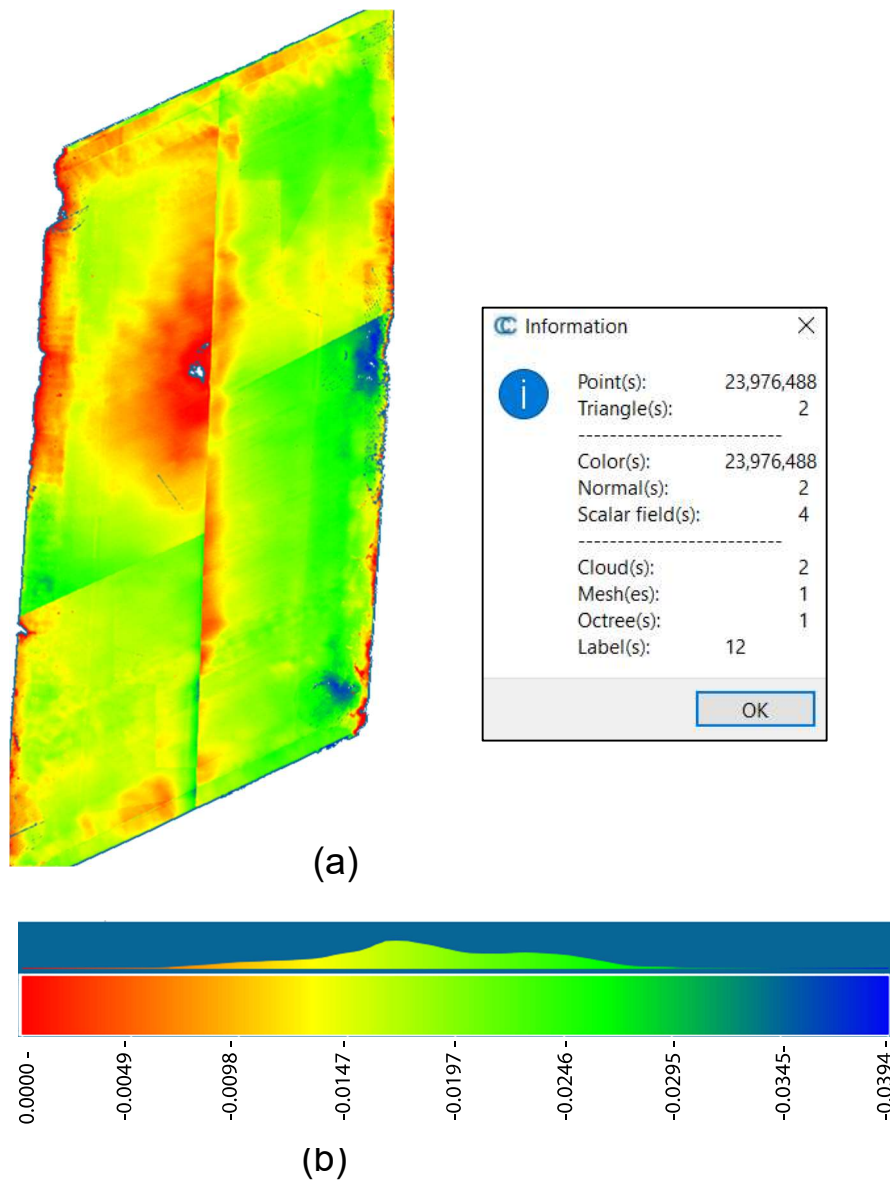 Information
Point(s): 23,976,488
Triangle(s): 2
--------------------------
Color(s): 23,976,488
Normal(s): 2
Scalar field(s): 4
--------------------------
Cloud(s): 2
Mesh(es): 1
Octree(s): 1
Label(s): 12
OK
(a)
0.0000-
-0.0049-
-0.0098-
-0.0147-
-0.0197-
-0.0246-
-0.0295-
-0.0345-
-0.0394-
(b)